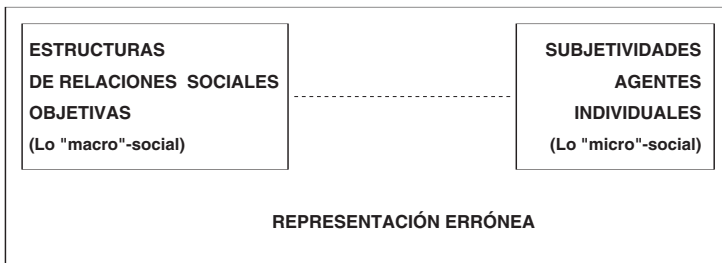 ESTRUCTURAS
DE RELACIONES SOCIALES
OBJETIVAS
(Lo "macro"-social)
SUBJETIVIDADES
AGENTES
INDIVIDUALES
(Lo "micro"-social)
REPRESENTACIÓN ERRÓNEA